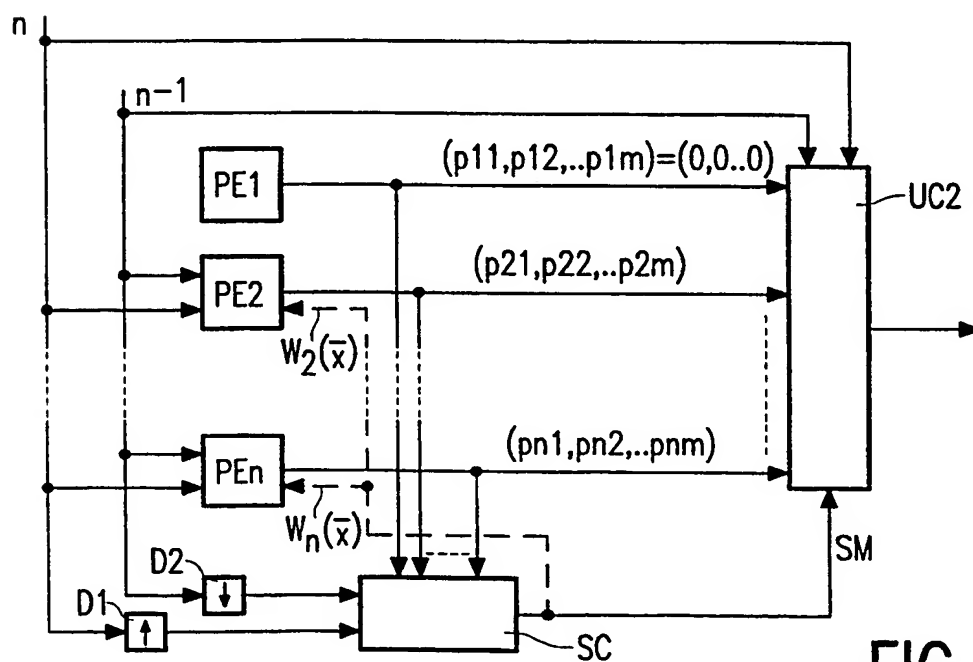 n
n-1
(p11,p12,..p1m)=(0,0..0)
PE1
UC2
(p21,p22,..p2m)
PE2
W₂(x̅)
(pn1,pn2,..pnm)
PEn
Wₙ(x̅)
SM
D2
↓
D1
↑
SC
FIG